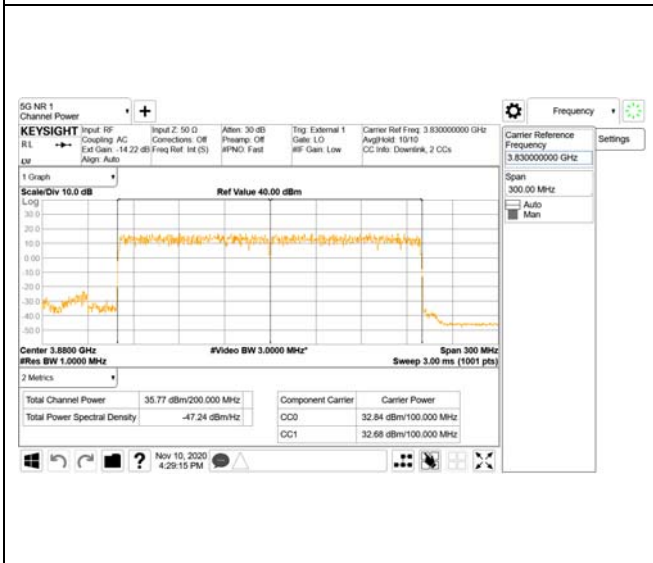 5G NR 1
Channel Power
Frequency
KEYSIGHT
RL
Input: RF
Coupling: AC
Ext Gain: -14.22 dB
Align: Auto
Input Z: 50 Ω
Corrections: Off
Freq Ref: Int (S)
Atten: 30 dB
Preamp: Off
#PNO: Fast
Trig: External 1
Gate: LO
#IF Gain: Low
Carrier Ref Freq: 3.830000000 GHz
Avg|Hold: 10/10
CC Info: Downlink, 2 CCs
Carrier Reference
Frequency
3.830000000 GHz
Settings
Span
300.00 MHz
Auto
Man
1 Graph
Scale/Div 10.0 dB
Ref Value 40.00 dBm
Log
30.0
20.0
10.0
0.00
-10.0
-20.0
-30.0
-40.0
-50.0
Center 3.8800 GHz
#Video BW 3.0000 MHz*
Span 300 MHz
#Res BW 1.0000 MHz
Sweep 3.00 ms (1001 pts)
2 Metrics
Total Channel Power 35.77 dBm/200.000 MHz
Total Power Spectral Density -47.24 dBm/Hz
Component Carrier Carrier Power
CC0 32.84 dBm/100.000 MHz
CC1 32.68 dBm/100.000 MHz
?
Nov 10, 2020
4:29:15 PM